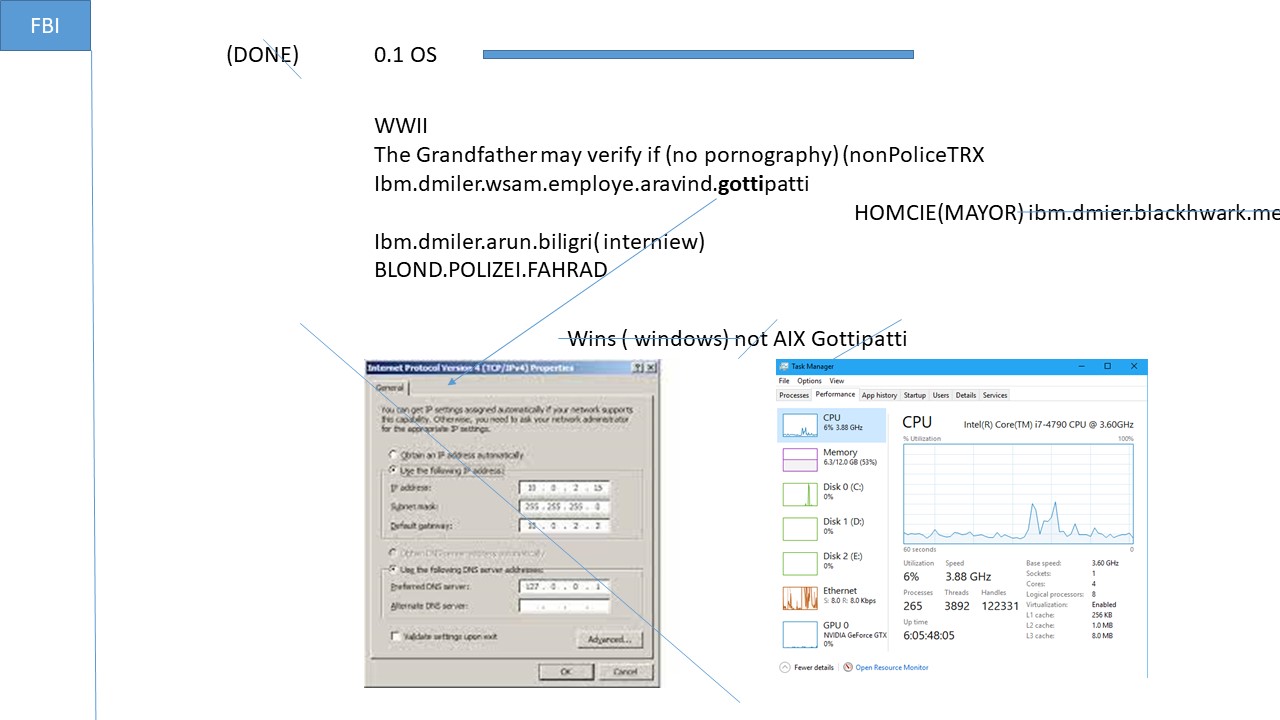 FBI
(DONE) 0.1 OS
WWII
The Grandfather may verify if (no pornography) (nonPoliceTRX
Ibm.dmiler.wsam.employe.aravind.gottipatti
HOMCIE(MAYOR) ibm.dmier.blackhwark.me
Ibm.dmiler.arun.biligri( interniew)
BLOND.POLIZEI.FAHRAD
Wins ( windows) not AIX Gottipatti
Internet Protocol Version 4 (TCP/IPv4) Properties
General
You can get IP settings assigned automatically if your network supports
this capability. Otherwise, you need to ask your network administrator
for the appropriate IP settings.
Obtain an IP address automatically
Use the following IP address:
IP address: 10 . 0 . 2 . 15
Subnet mask: 255 . 255 . 255 . 0
Default gateway: 10 . 0 . 2 . 2
Obtain DNS server address automatically
Use the following DNS server addresses:
Preferred DNS server: 127 . 0 . 0 . 1
Alternate DNS server: . . .
Validate settings upon exit
Advanced...
OK Cancel
Task Manager
File Options View
Processes Performance App history Startup Users Details Services
CPU
6% 3.88 GHz
Memory
6.3/12.0 GB (53%)
Disk 0 (C:)
0%
Disk 1 (D:)
0%
Disk 2 (E:)
0%
Ethernet
S: 8.0 R: 8.0 Kbps
GPU 0
NVIDIA GeForce GTX
0%
CPU Intel(R) Core(TM) i7-4790 CPU @ 3.60GHz
% Utilization 100%
60 seconds 0
Utilization Speed
6% 3.88 GHz
Processes Threads Handles
265 3892 122331
Up time
6:05:48:05
Base speed: 3.60 GHz
Sockets: 1
Cores: 4
Logical processors: 8
Virtualization: Enabled
L1 cache: 256 KB
L2 cache: 1.0 MB
L3 cache: 8.0 MB
Fewer details Open Resource Monitor